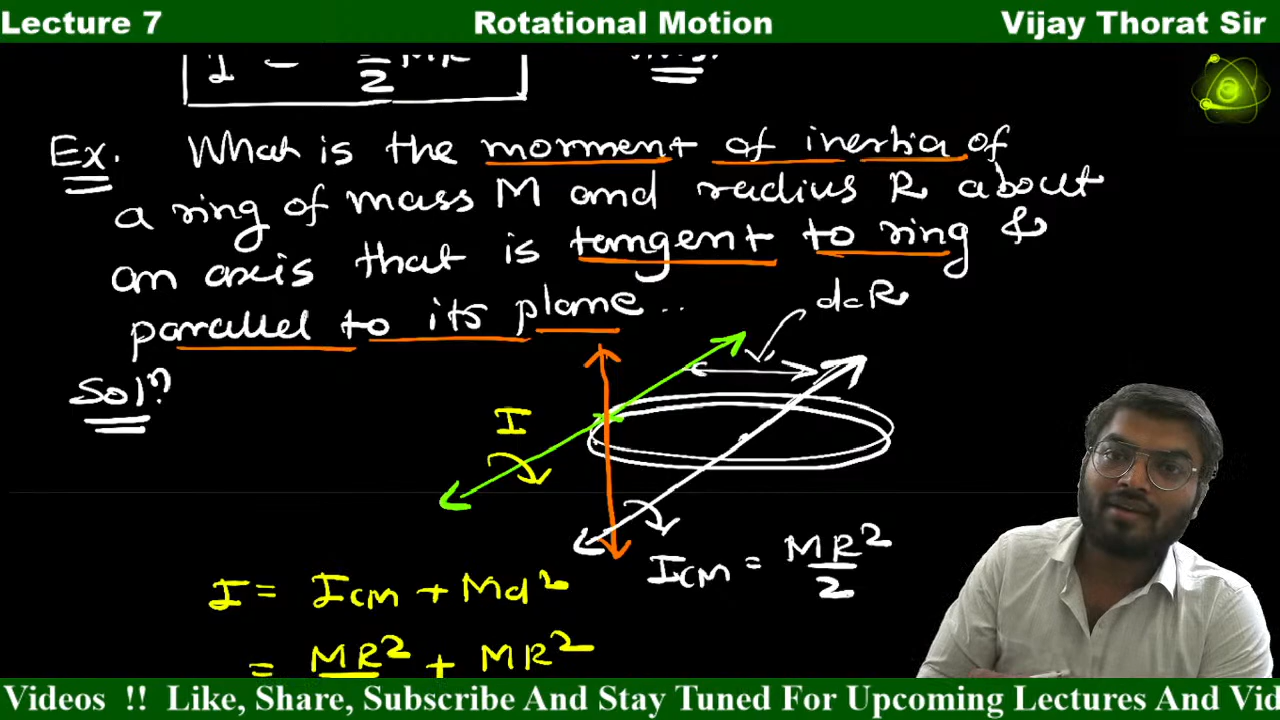 Lecture 7
Rotational Motion
Vijay Thorat Sir
I = 2
Ex. What is the morment of inertia of
a ring of mass M and radius R about
an axis that is tangent to ring &
parallel to its plane..
d=R
Solⁿ
I
I = ICM + Md²
ICM = MR²/2
= MR² + MR²
Videos !! Like, Share, Subscribe And Stay Tuned For Upcoming Lectures And Vid